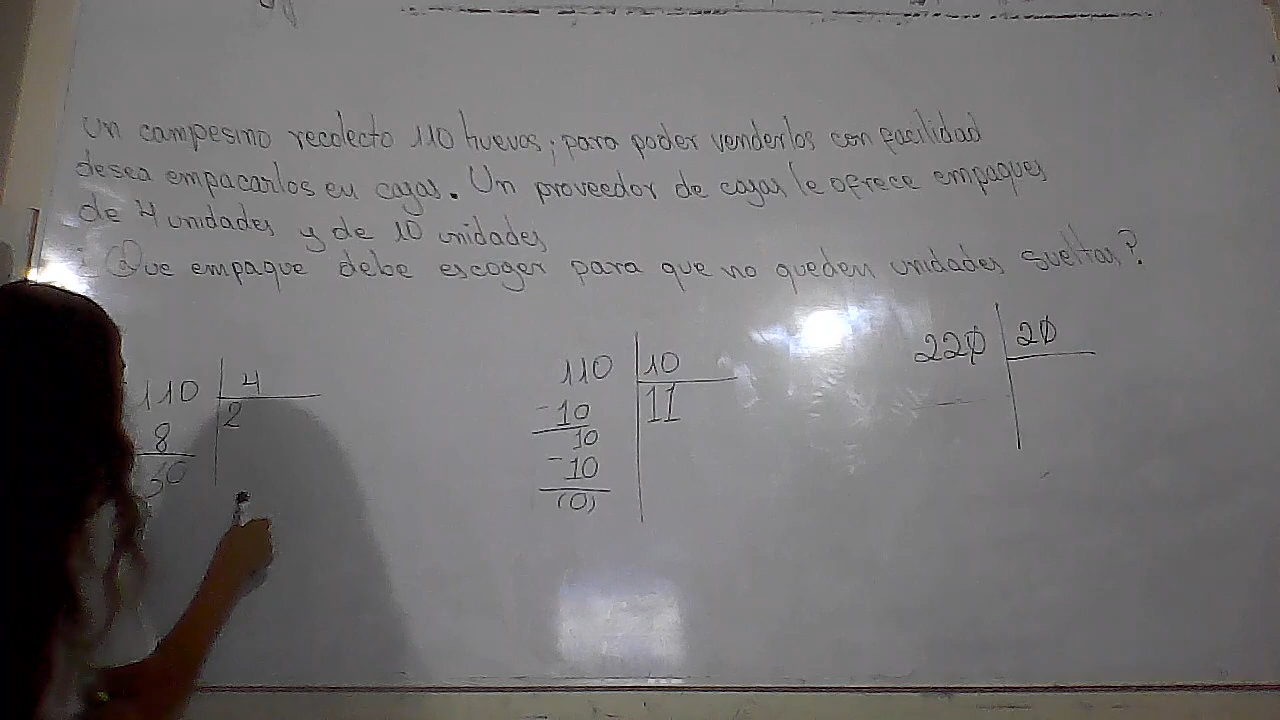 Un campesino recolecto 110 huevos; para poder venderlos con facilidad
desea empacarlos en cajas. Un proveedor de cajas le ofrece empaques
de 4 unidades y de 10 unidades
¿Que empaque debe escoger para que no queden unidades sueltas?
110 4
8 2
30
110 10
-10 11
10
-10
(0)
220 20